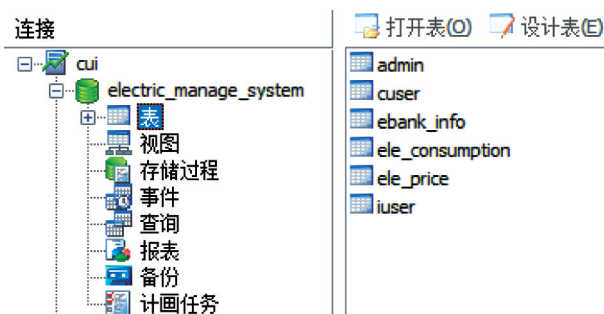 连接
打开表(O) 设计表(E)
cui
electric_manage_system
表
视图
存储过程
事件
查询
报表
备份
计画任务
admin
cuser
ebank_info
ele_consumption
ele_price
iuser